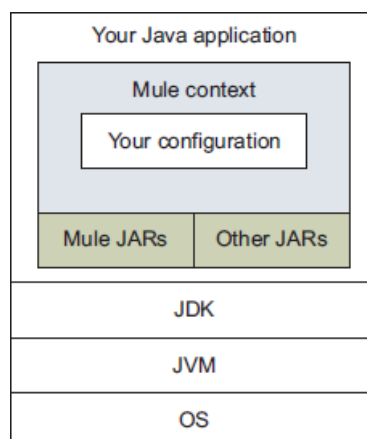 Your Java application
Mule context
Your configuration
Mule JARs
Other JARs
JDK
JVM
OS